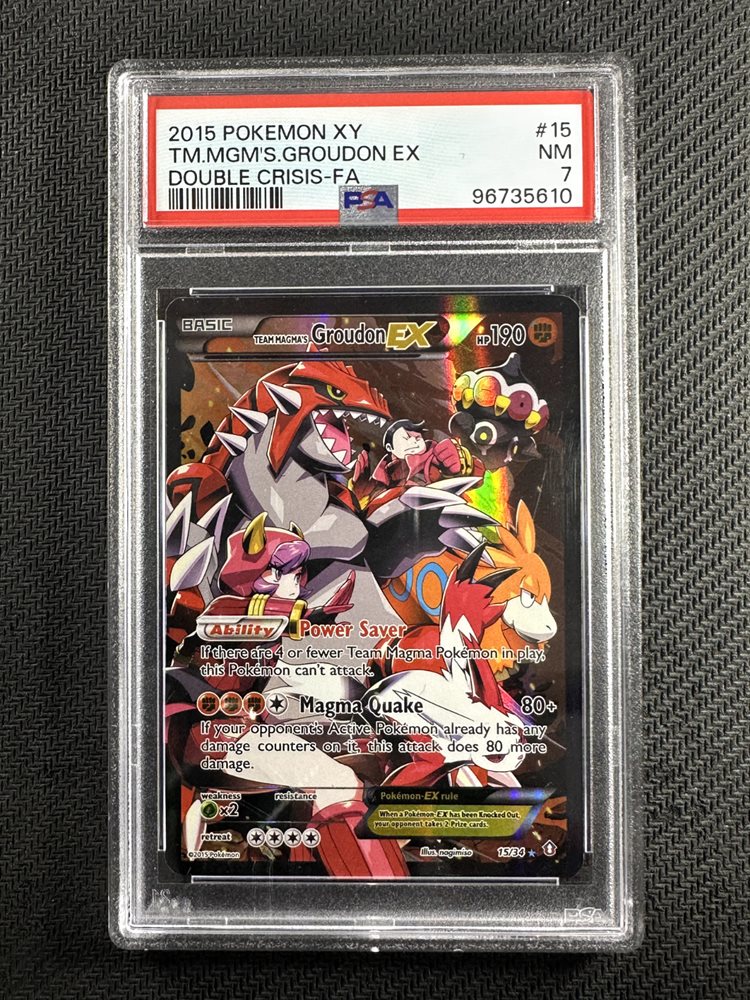 2015 POKEMON XY #15
TM.MGM'S.GROUDON EX NM
DOUBLE CRISIS-FA 7
PSA 96735610
BASIC TEAM MAGMA'S Groudon EX HP190
Ability Power Saver
If there are 4 or fewer Team Magma Pokémon in play,
this Pokémon can't attack.
Magma Quake 80+
If your opponent's Active Pokémon already has any
damage counters on it, this attack does 80 more
damage.
weakness resistance
×2
Pokémon-EX rule
When a Pokémon-EX has been Knocked Out,
your opponent takes 2 Prize cards.
retreat
©2015 Pokémon Illus. nagimiso 15/34
PSA